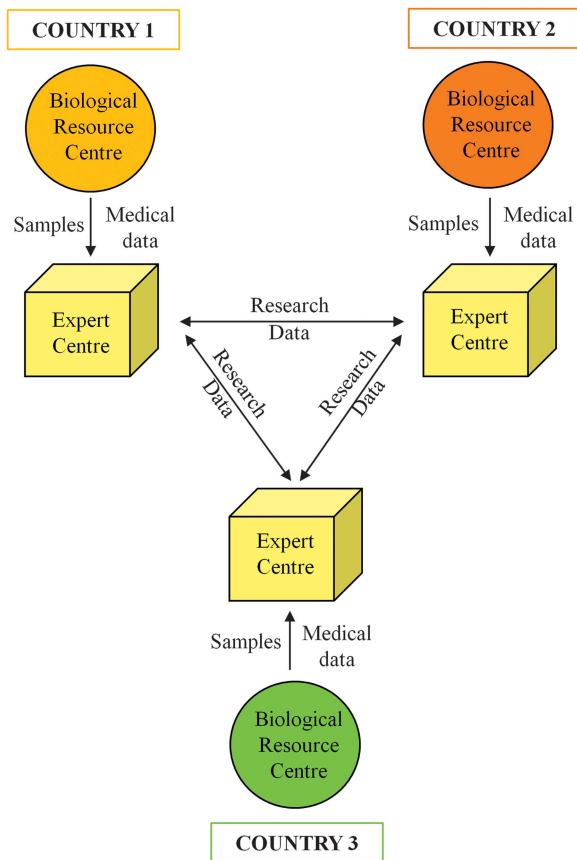 COUNTRY 1
COUNTRY 2
Biological
Resource
Centre
Biological
Resource
Centre
Samples
Medical
data
Samples
Medical
data
Expert
Centre
Research
Data
Expert
Centre
Research
Data
Research
Data
Expert
Centre
Samples
Medical
data
Biological
Resource
Centre
COUNTRY 3